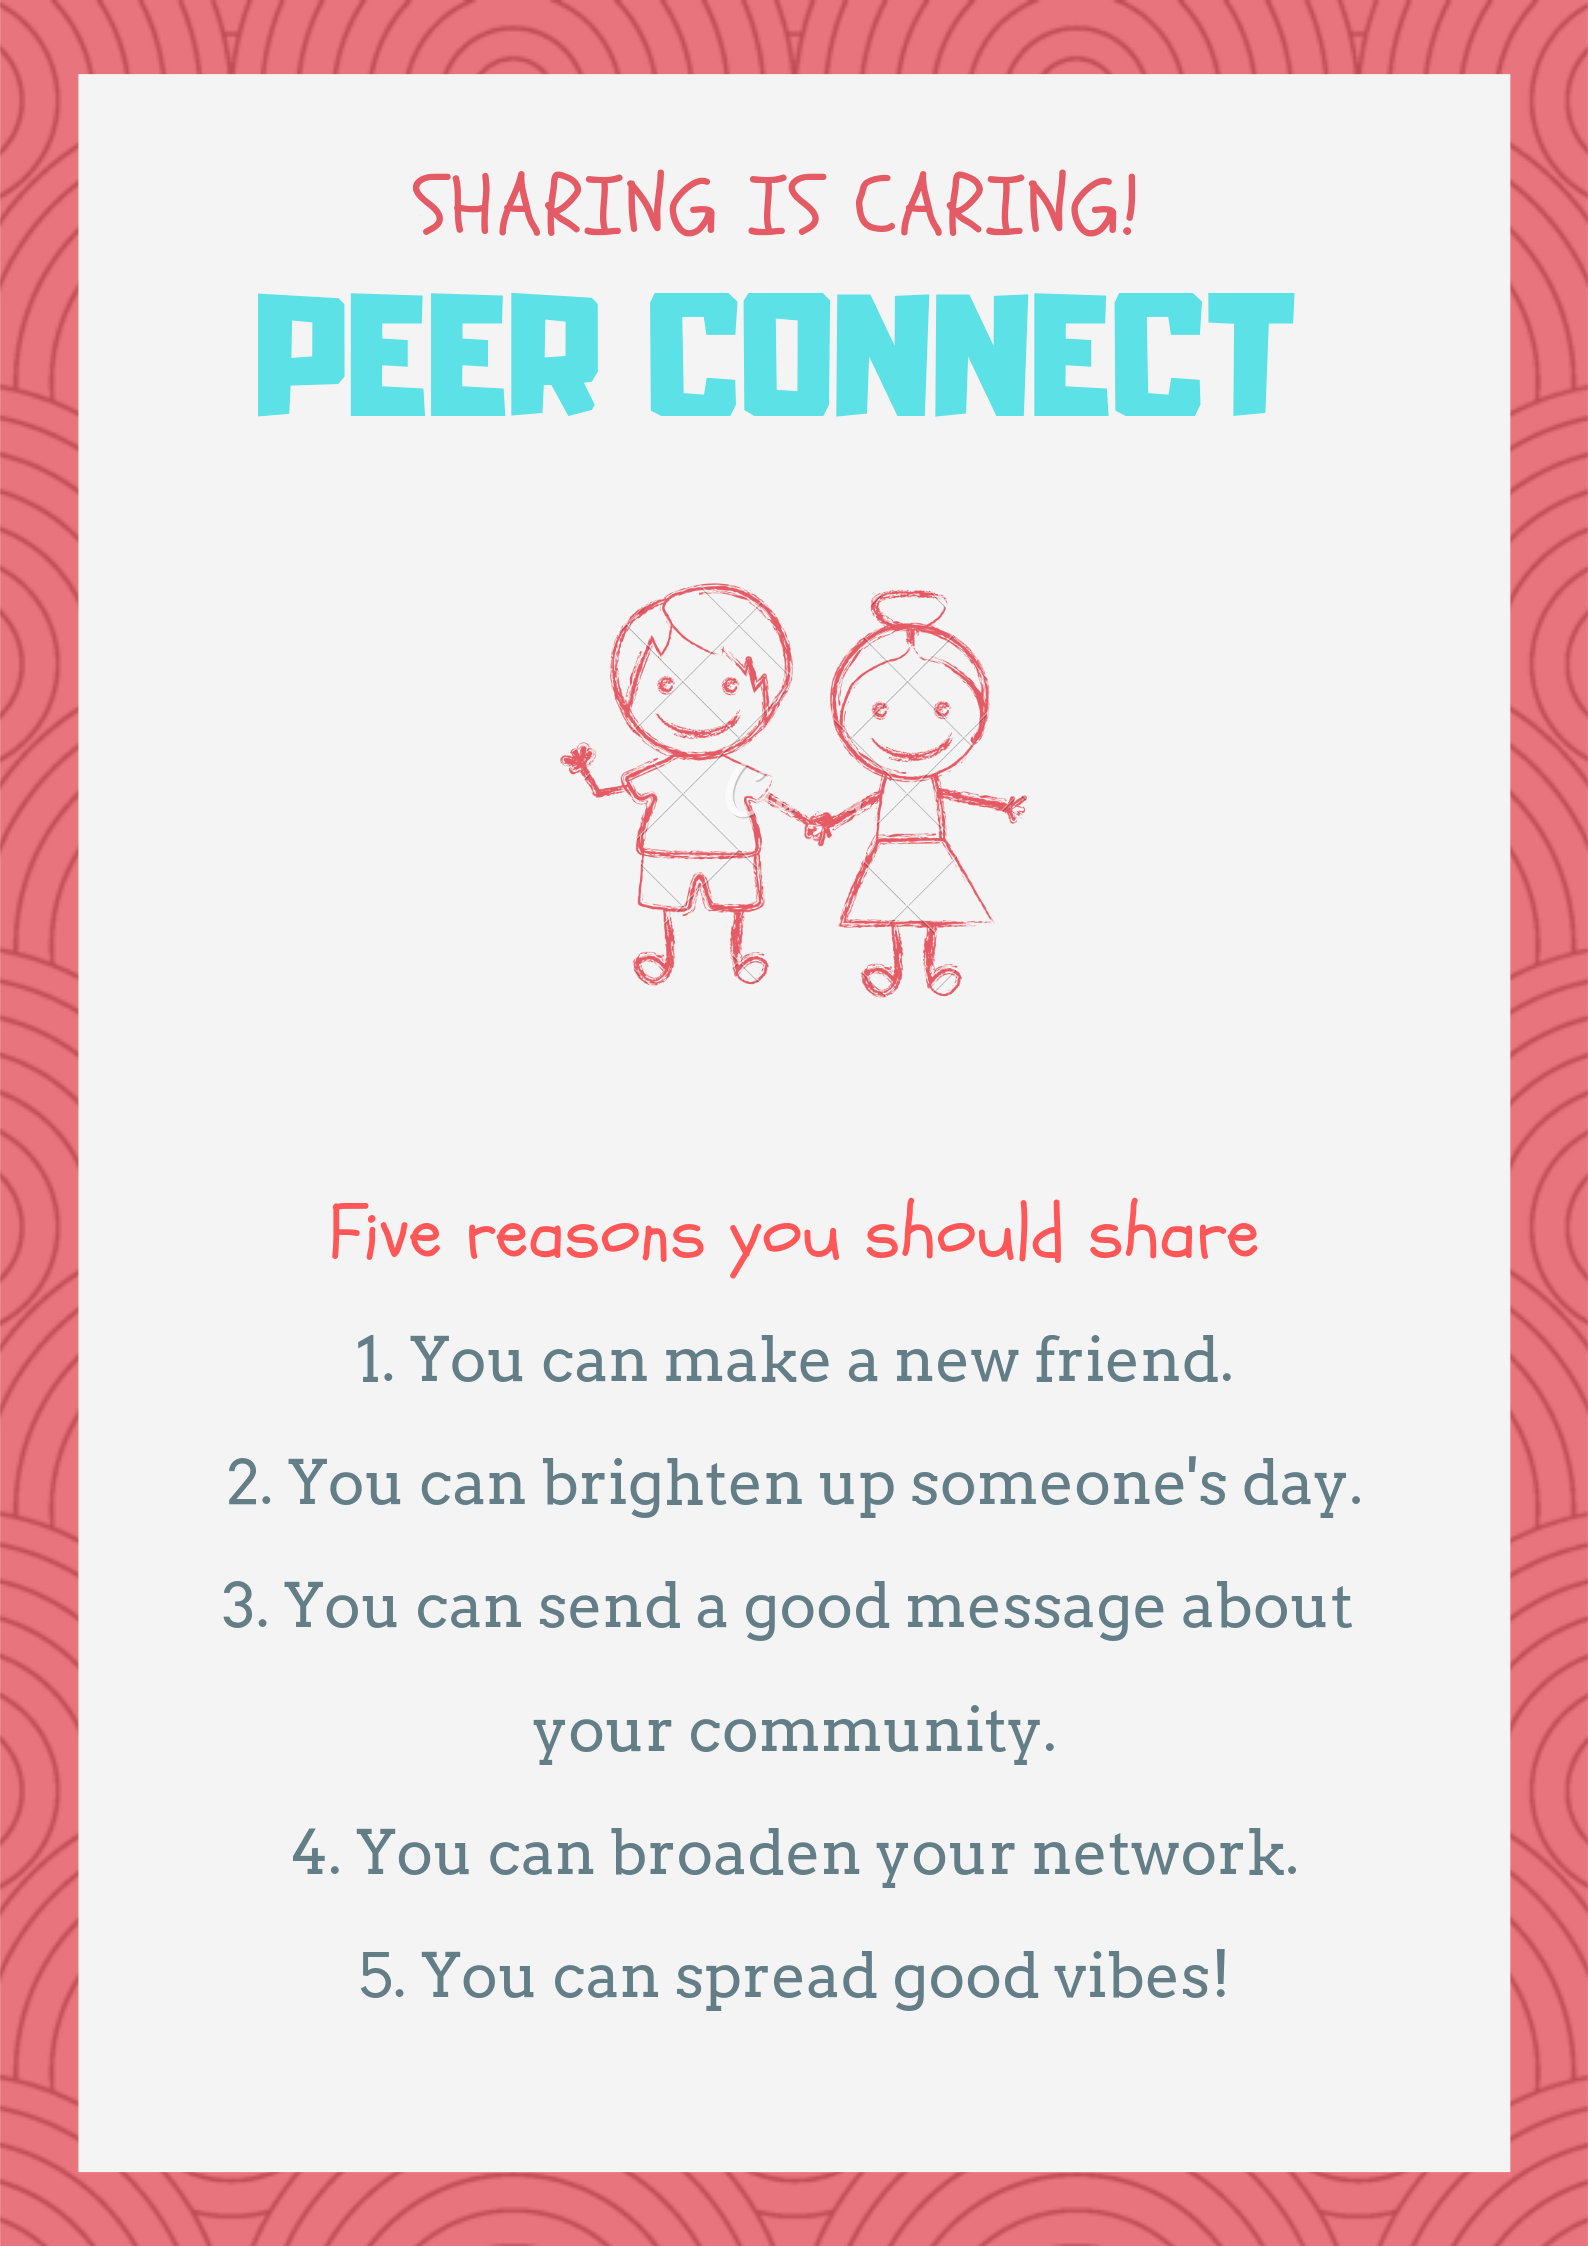 SHARING IS CARING!
PEER CONNECT
Five reasons you should share
1. You can make a new friend.
2. You can brighten up someone's day.
3. You can send a good message about
your community.
4. You can broaden your network.
5. You can spread good vibes!